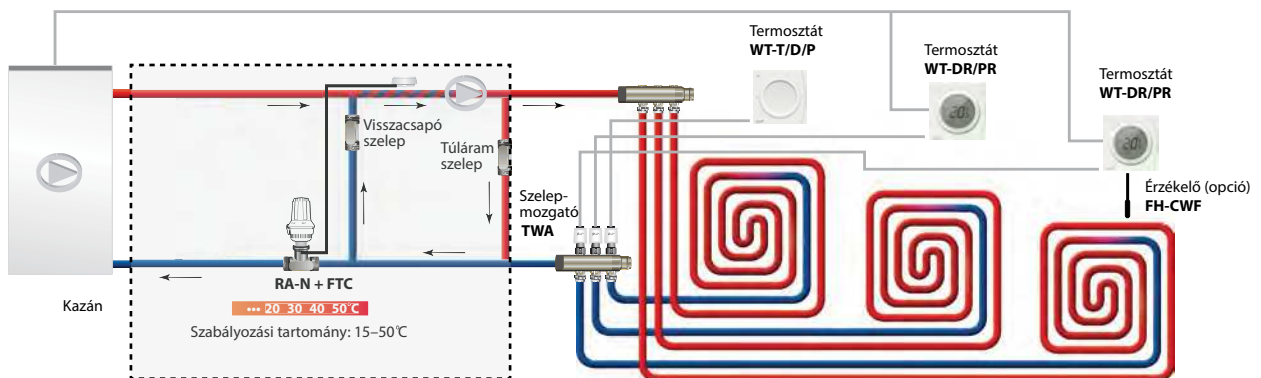 Termosztát
WT-T/D/P
Termosztát
WT-DR/PR
Termosztát
WT-DR/PR
Visszacsapó
szelep
Túláram
szelep
Szelep-
mozgató
TWA
Érzékelő (opció)
FH-CWF
RA-N + FTC
Kazán
••• 20 30 40 50°C
Szabályozási tartomány: 15–50°C